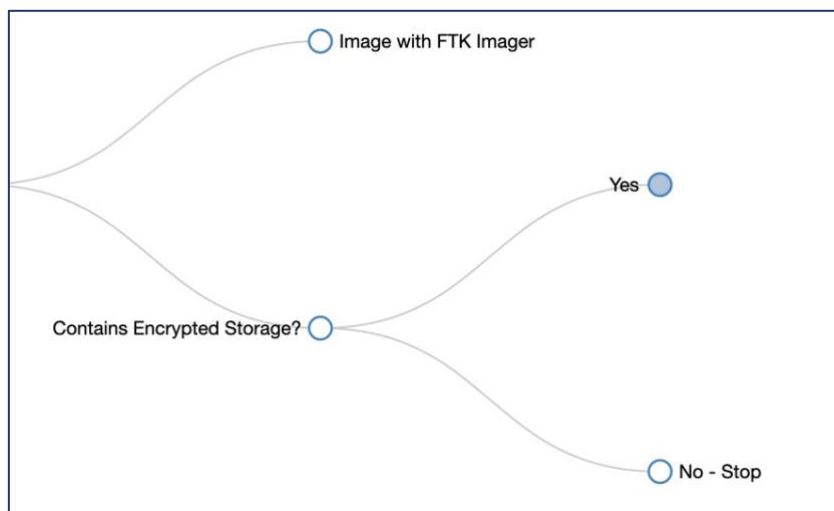 Image with FTK Imager
Yes
Contains Encrypted Storage?
No - Stop